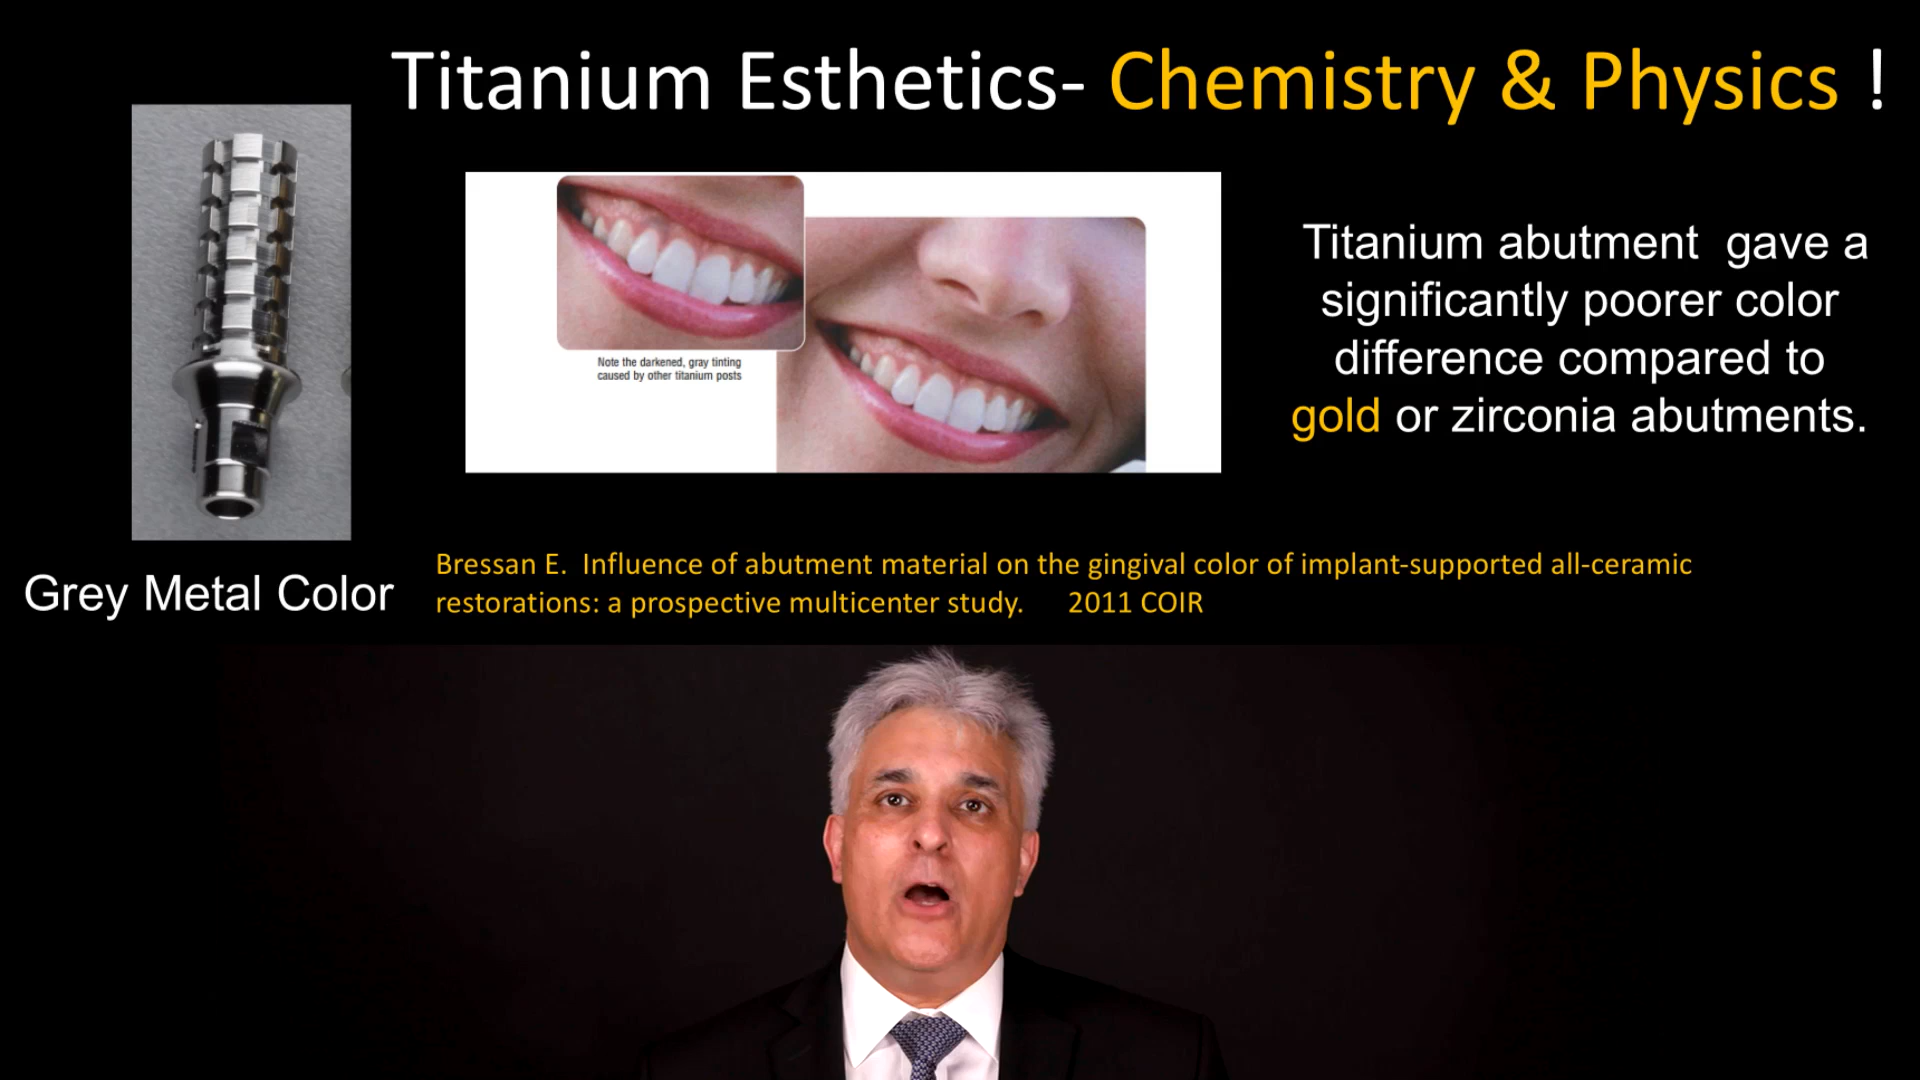 Titanium Esthetics- Chemistry & Physics !
Note the darkened, gray tinting
caused by other titanium posts
Titanium abutment  gave a
significantly poorer color
difference compared to
gold or zirconia abutments.
Grey Metal Color
Bressan E.  Influence of abutment material on the gingival color of implant-supported all-ceramic
restorations: a prospective multicenter study.      2011 COIR